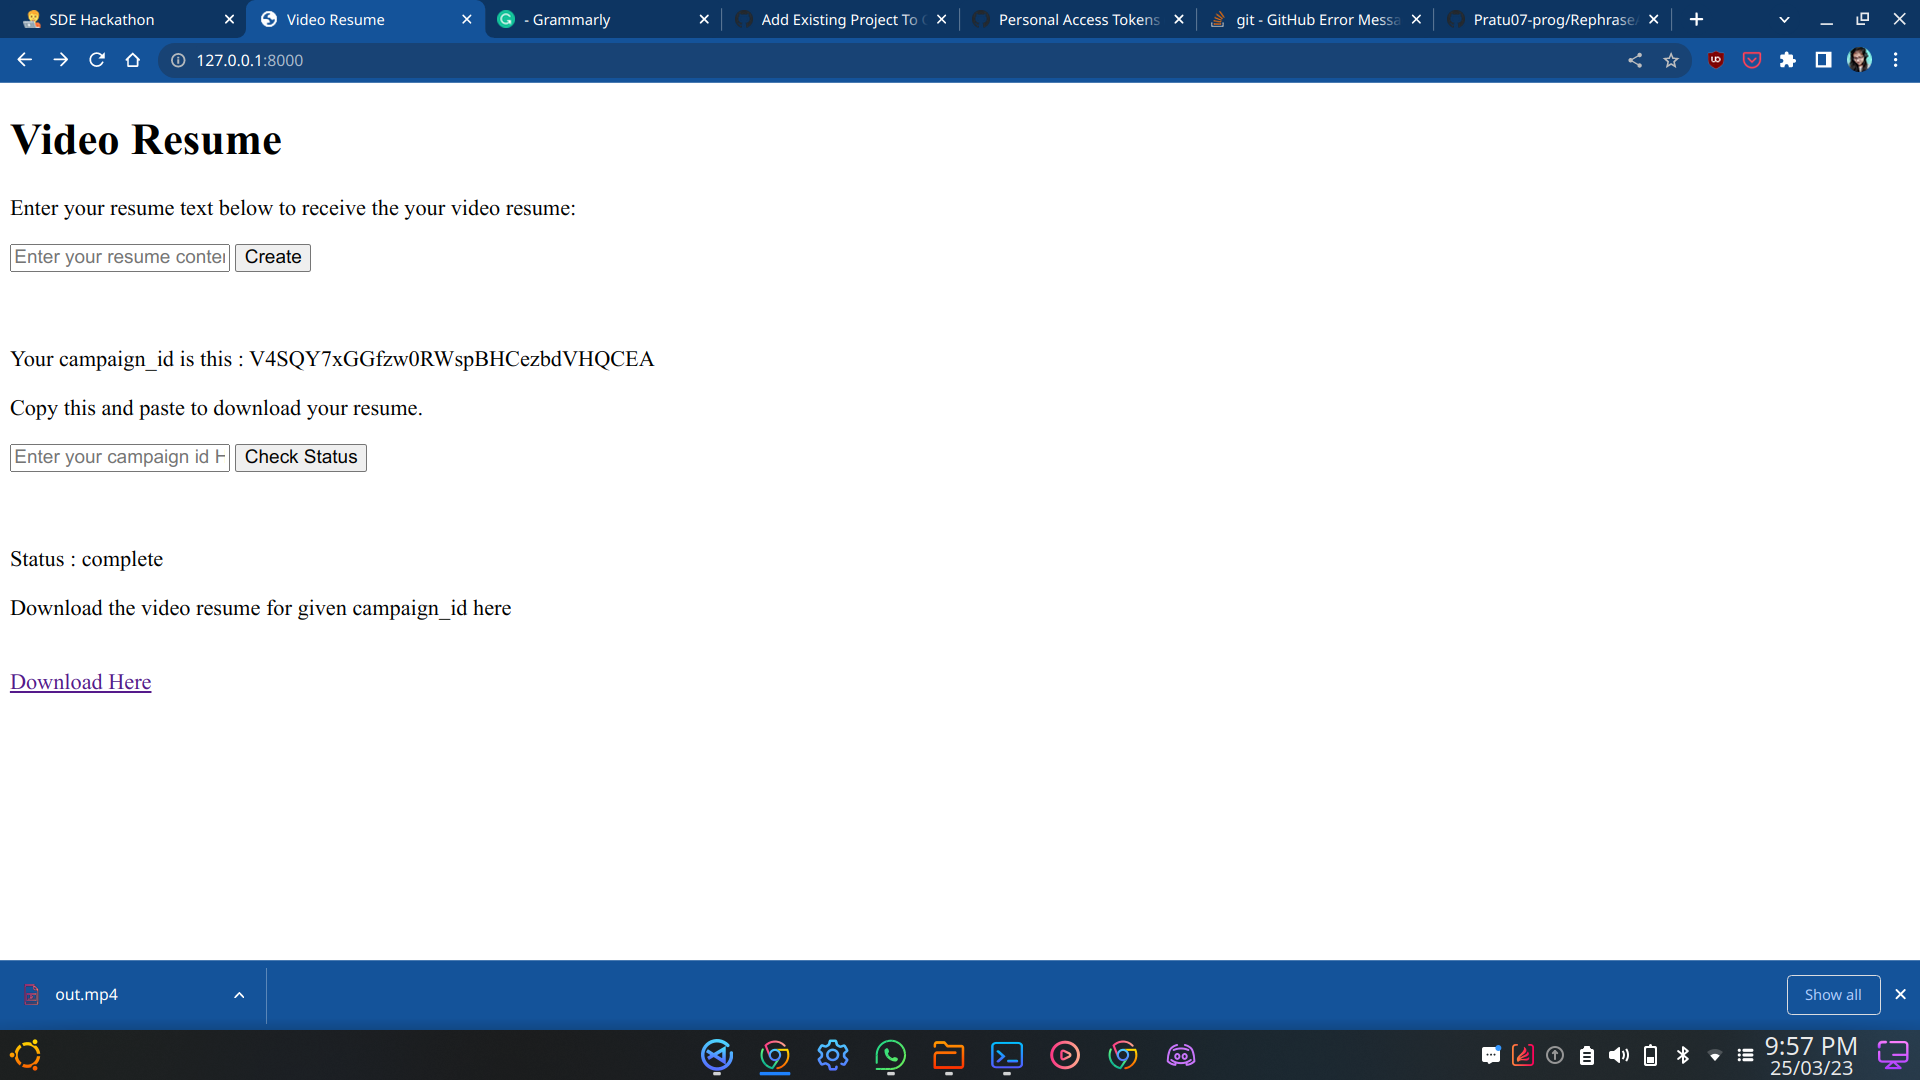 SDE Hackathon
Video Resume
- Grammarly
Add Existing Project To
Personal Access Tokens
git - GitHub Error Messa
Pratu07-prog/Rephrase
127.0.0.1:8000
Video Resume
Enter your resume text below to receive the your video resume:
Enter your resume conter Create
Your campaign_id is this : V4SQY7xGGfzw0RWspBHCezbdVHQCEA
Copy this and paste to download your resume.
Enter your campaign id H Check Status
Status : complete
Download the video resume for given campaign_id here
Download Here
out.mp4
Show all
9:57 PM
25/03/23